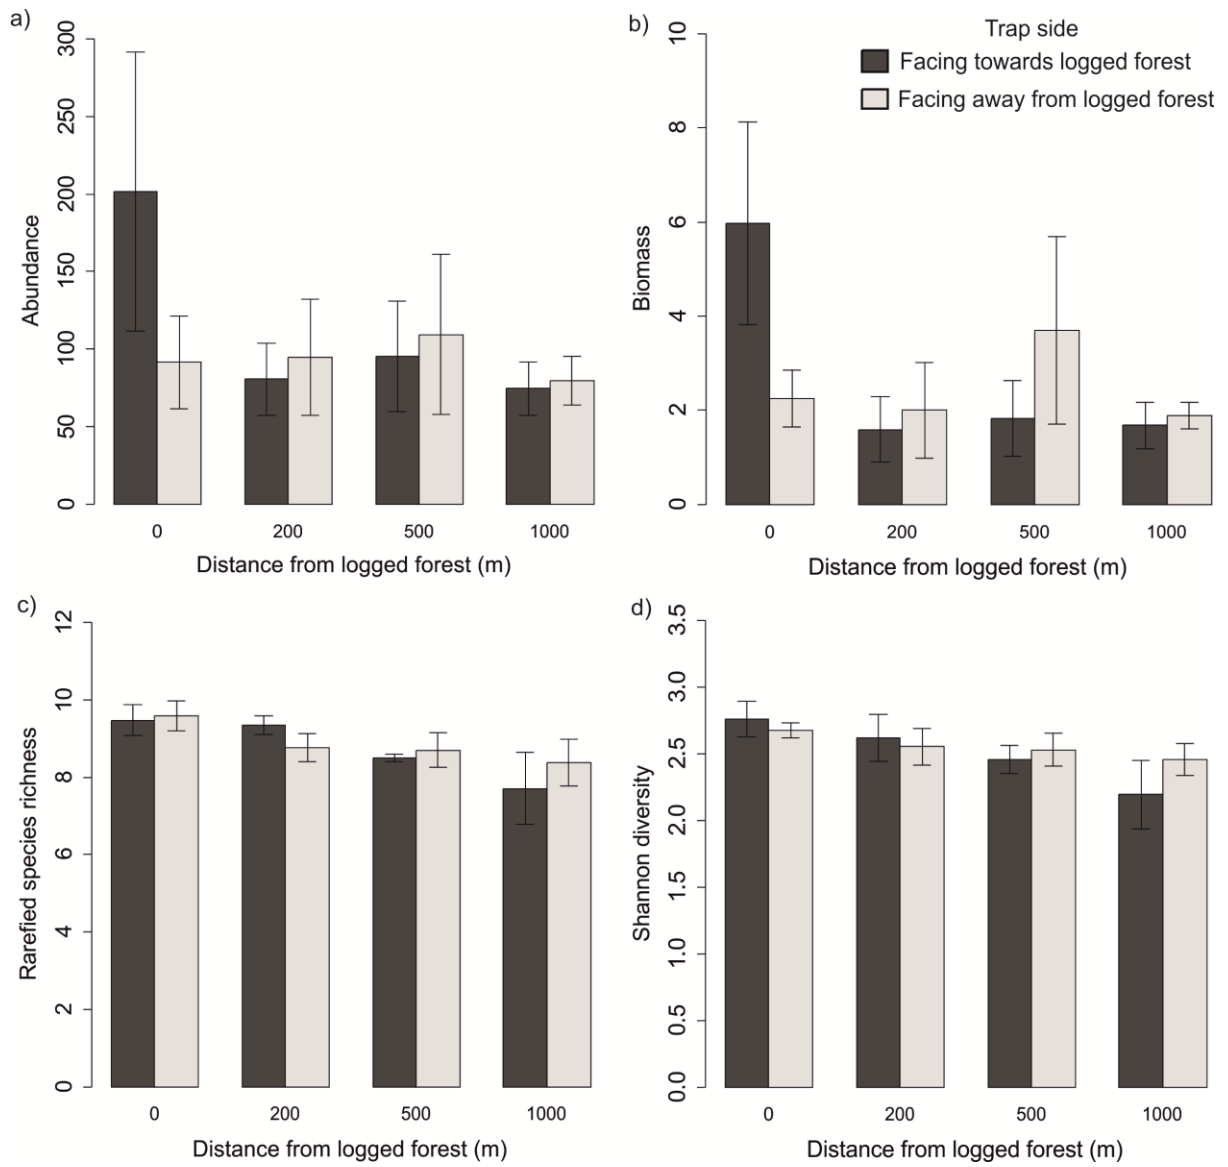 a)
300
250
200
150
100
50
0
Abundance
0 200 500 1000
Distance from logged forest (m)
b)
Trap side
Facing towards logged forest
Facing away from logged forest
10
8
6
4
2
0
Biomass
0 200 500 1000
Distance from logged forest (m)
c)
12
10
8
6
4
2
0
Rarefied species richness
0 200 500 1000
Distance from logged forest (m)
d)
3.5
3.0
2.5
2.0
1.5
1.0
0.5
0.0
Shannon diversity
0 200 500 1000
Distance from logged forest (m)